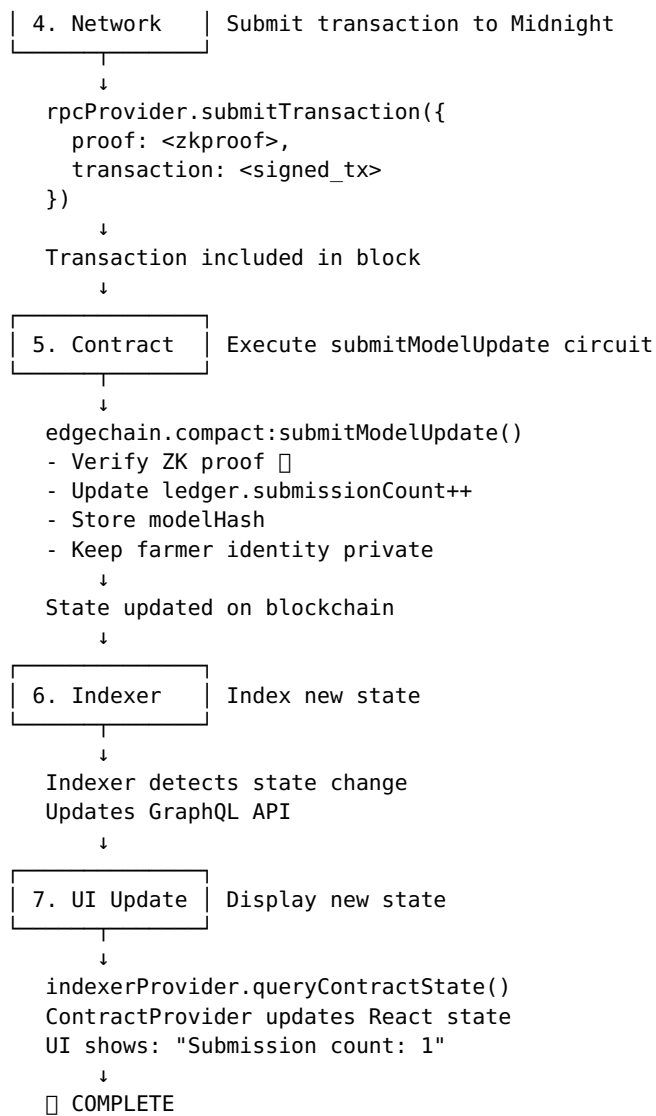 │ 4. Network   │ Submit transaction to Midnight
└──────┬───────┘
↓
rpcProvider.submitTransaction({
proof: <zkproof>,
transaction: <signed_tx>
})
↓
Transaction included in block
↓
┌──────────────┐
│ 5. Contract  │ Execute submitModelUpdate circuit
└──────┬───────┘
↓
edgechain.compact:submitModelUpdate()
- Verify ZK proof ▯
- Update ledger.submissionCount++
- Store modelHash
- Keep farmer identity private
↓
State updated on blockchain
↓
┌──────────────┐
│ 6. Indexer   │ Index new state
└──────┬───────┘
↓
Indexer detects state change
Updates GraphQL API
↓
┌──────────────┐
│ 7. UI Update │ Display new state
└──────┬───────┘
↓
indexerProvider.queryContractState()
ContractProvider updates React state
UI shows: "Submission count: 1"
↓
▯ COMPLETE